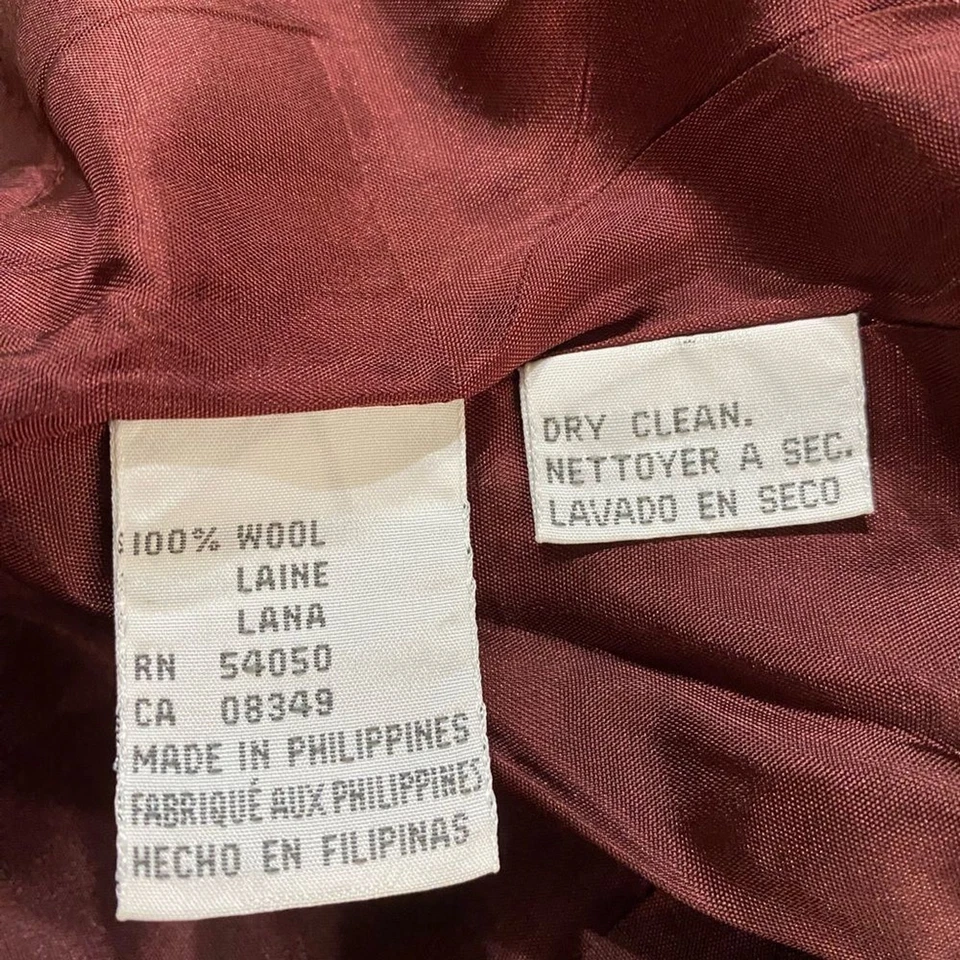 100% WOOL
LAINE
LANA
RN 54050
CA 08349
MADE IN PHILIPPINES
FABRIQUÉ AUX PHILIPPINES
HECHO EN FILIPINAS
DRY CLEAN.
NETTOYER A SEC.
LAVADO EN SECO